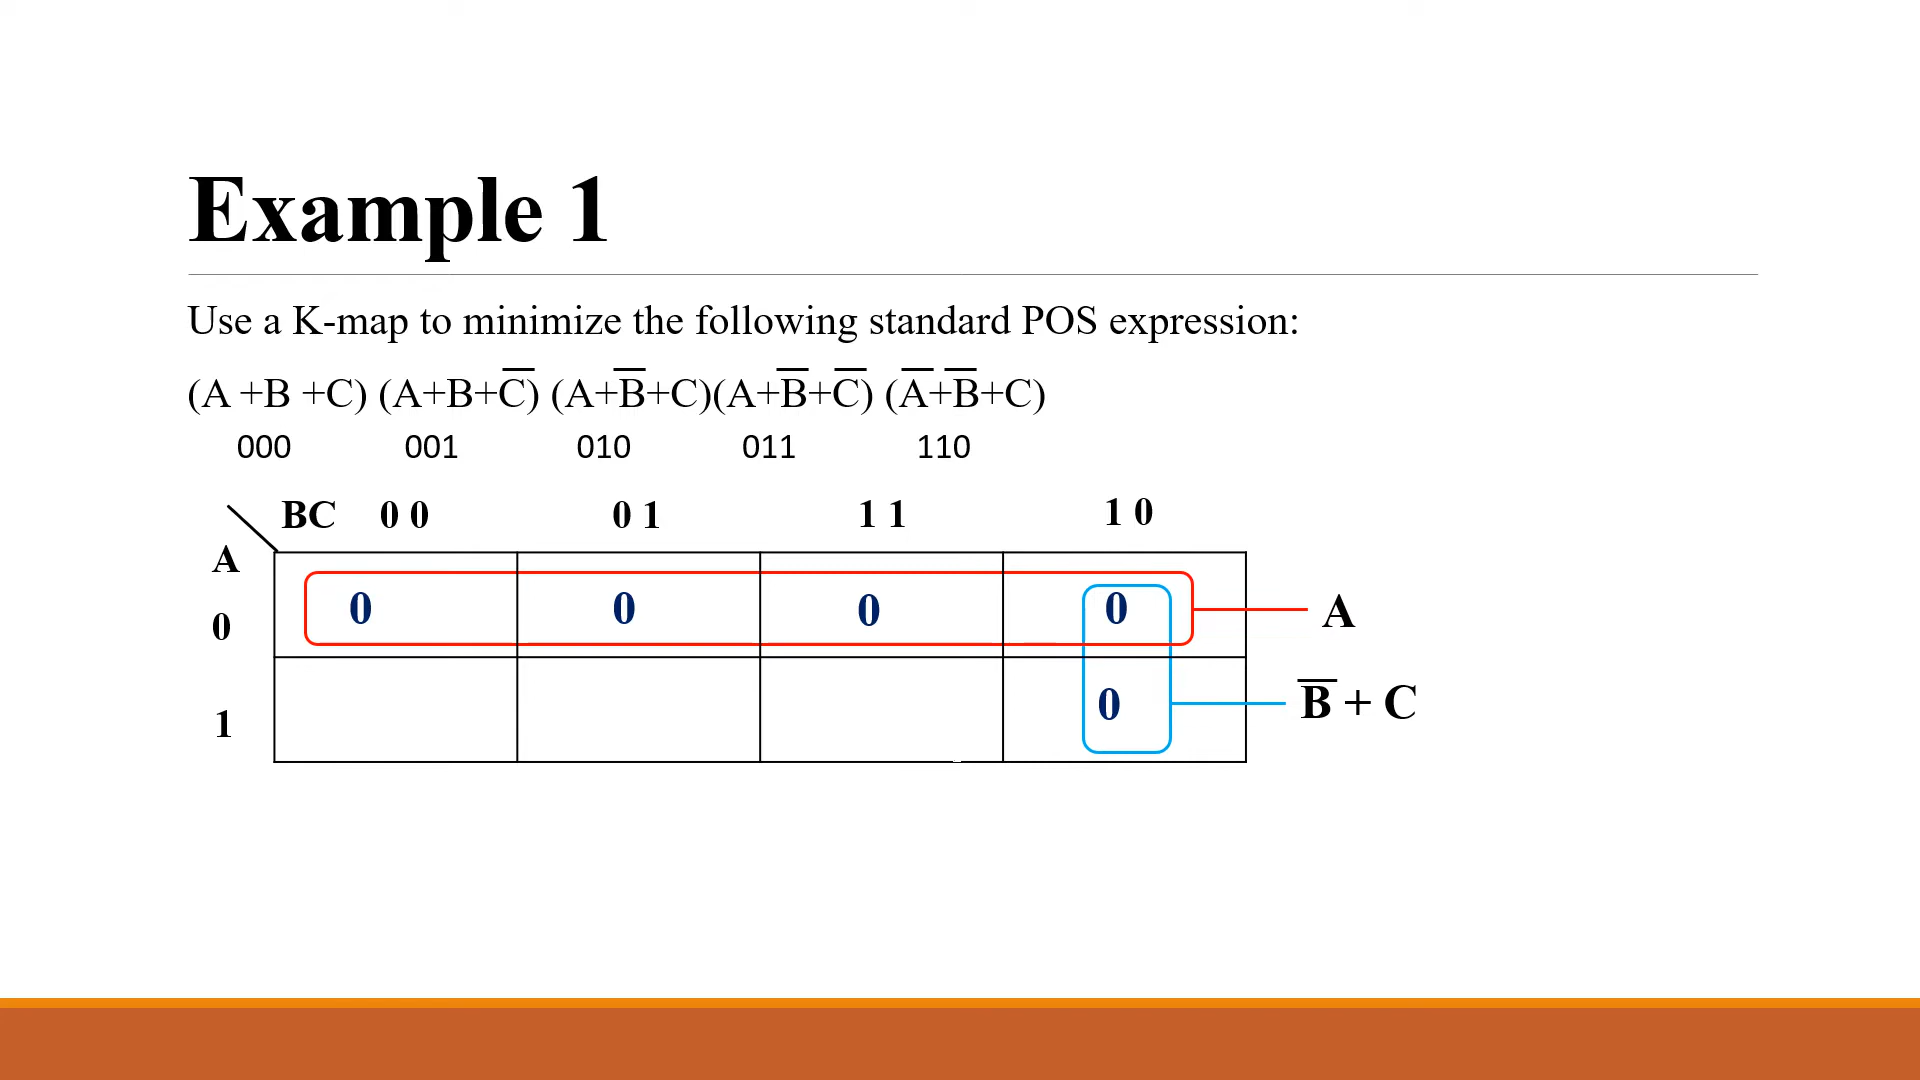 Example 1
Use a K-map to minimize the following standard POS expression:
(A +B +C) (A+B+C̅) (A+B̅+C)(A+B̅+C̅) (A̅+B̅+C)
000 001 010 011 110
BC 0 0 0 1 1 1 1 0
A
0 0 0 0 0 A
1 0 B̅ + C